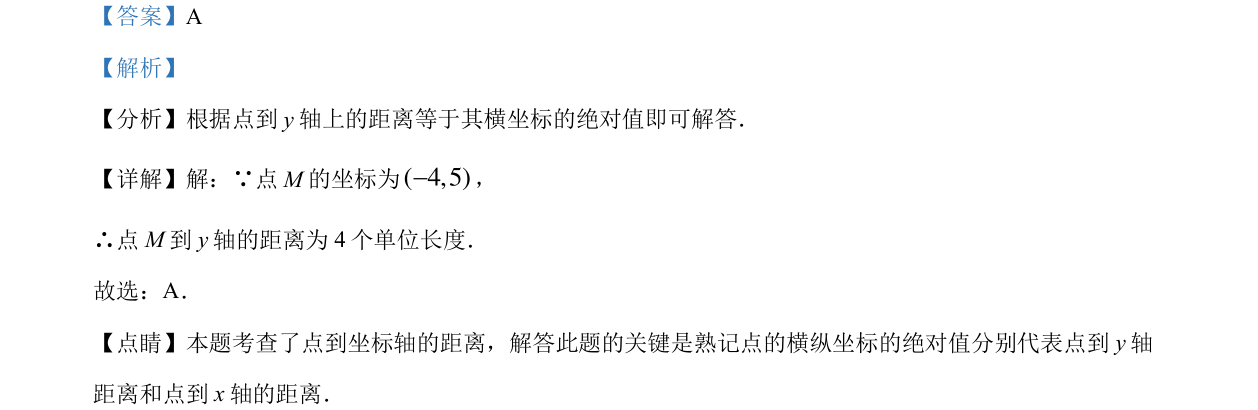 【答案】A
【解析】
【分析】根据点到 y 轴上的距离等于其横坐标的绝对值即可解答．
【详解】解：∵点 M 的坐标为(−4,5)，
∴点 M 到 y 轴的距离为 4 个单位长度．
故选：A．
【点睛】本题考查了点到坐标轴的距离，解答此题的关键是熟记点的横纵坐标的绝对值分别代表点到 y 轴
距离和点到 x 轴的距离．